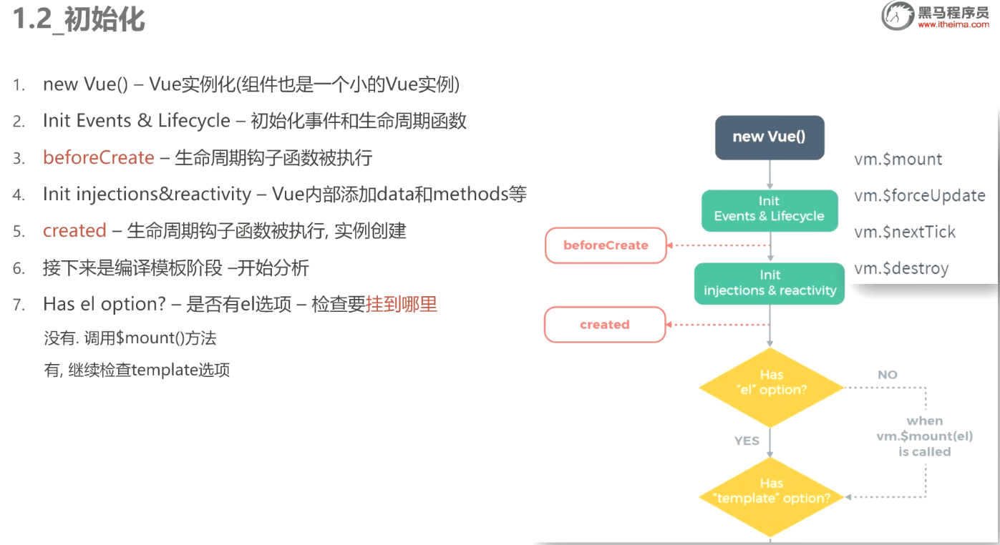 1.2_初始化
黑马程序员
www.itheima.com
1. new Vue() – Vue实例化(组件也是一个小的Vue实例)
2. Init Events & Lifecycle – 初始化事件和生命周期函数
3. beforeCreate – 生命周期钩子函数被执行
4. Init injections&reactivity – Vue内部添加data和methods等
5. created – 生命周期钩子函数被执行, 实例创建
6. 接下来是编译模板阶段 –开始分析
7. Has el option? – 是否有el选项 – 检查要挂到哪里
没有. 调用$mount()方法
有, 继续检查template选项
new Vue()
vm.$mount
vm.$forceUpdate
vm.$nextTick
vm.$destroy
Init
Events & Lifecycle
beforeCreate
Init
injections & reactivity
created
Has
“el” option?
NO
when
vm.$mount(el)
is called
YES
Has
“template” option?